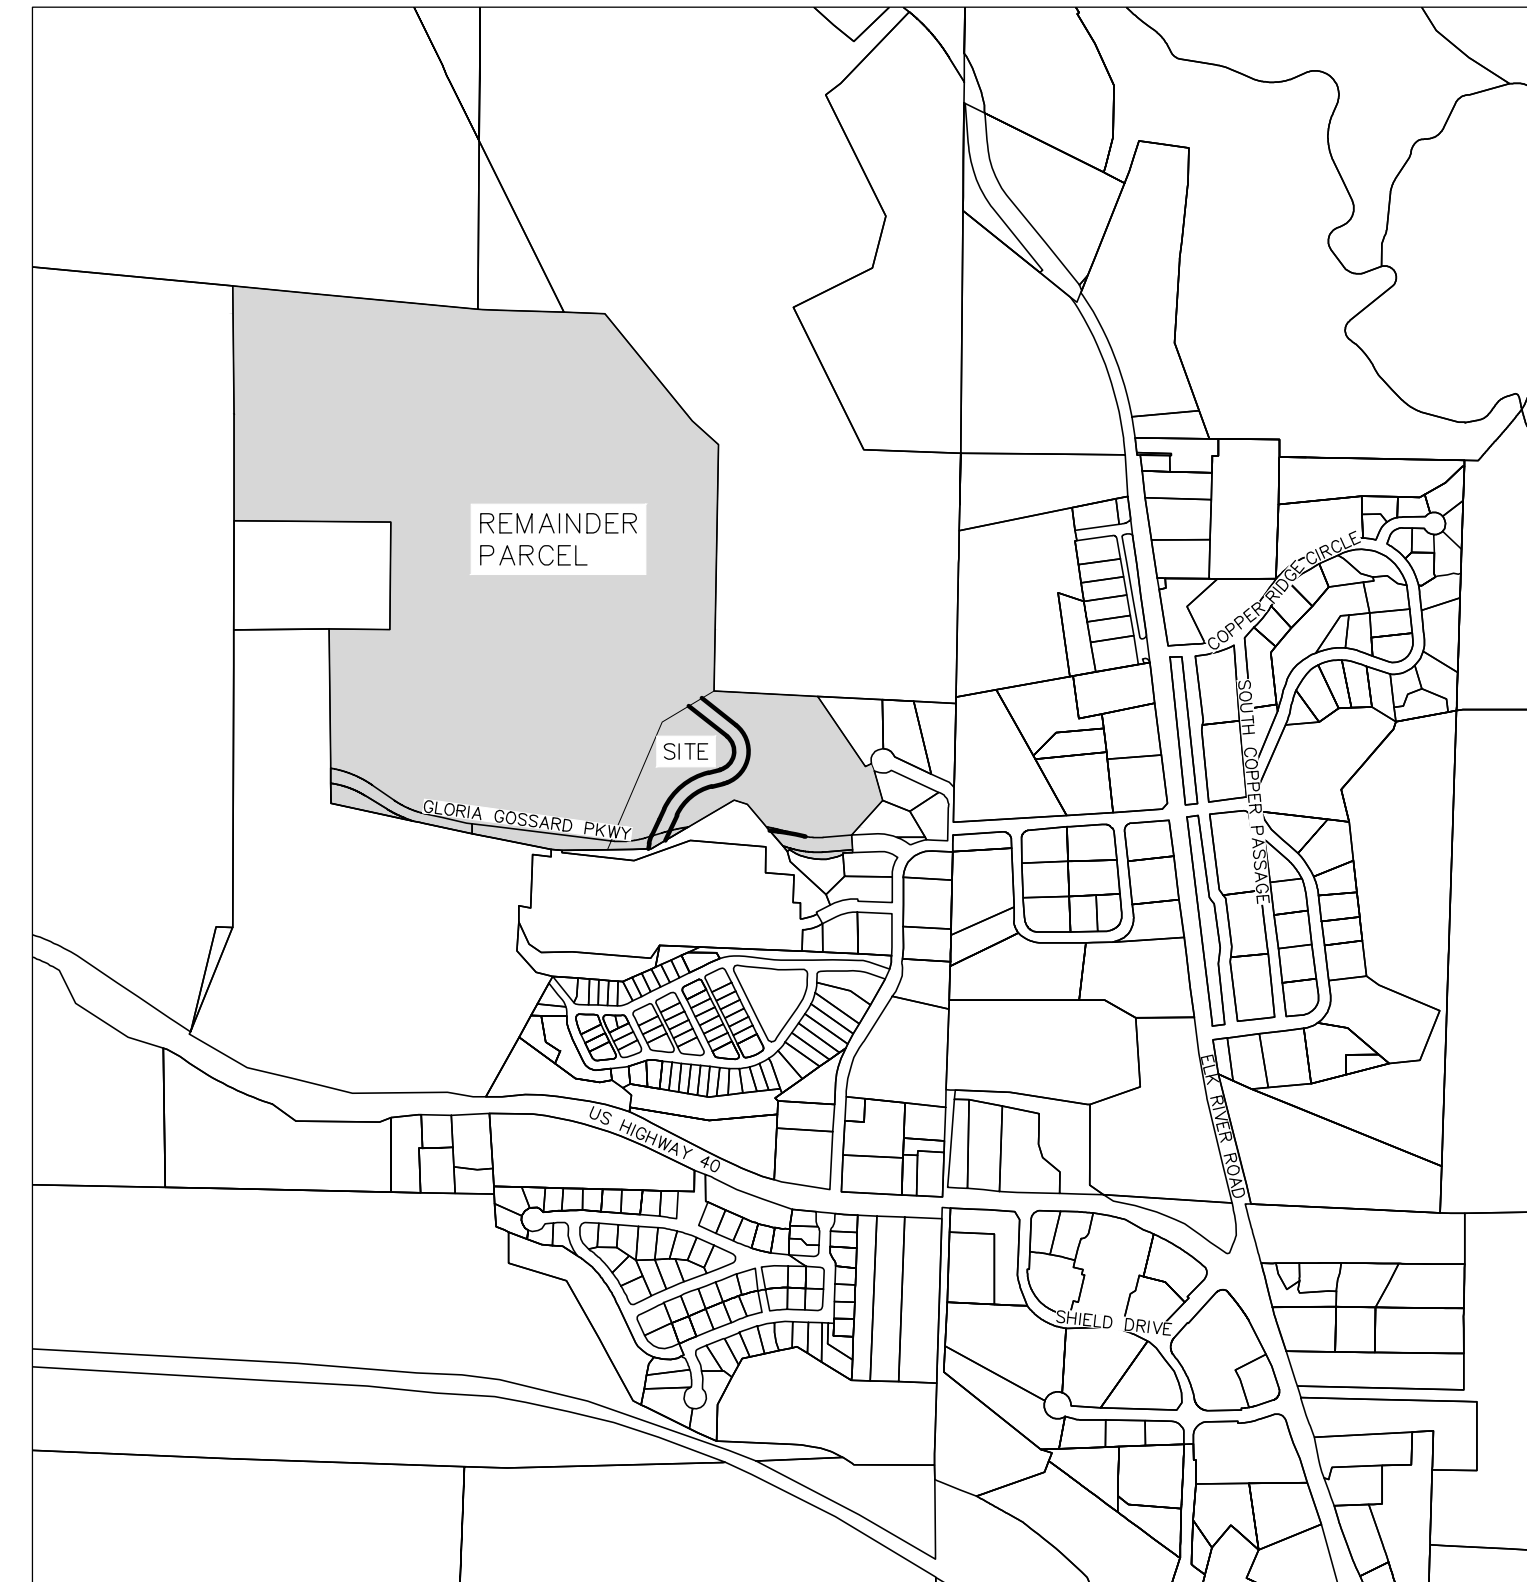 REMAINDER
PARCEL
COPPER RIDGE CIRCLE
SOUTH COPPER PASSAGE
SITE
GLORIA GOSSARD PKWY
US HIGHWAY 40
ELK RIVER ROAD
SHIELD DRIVE